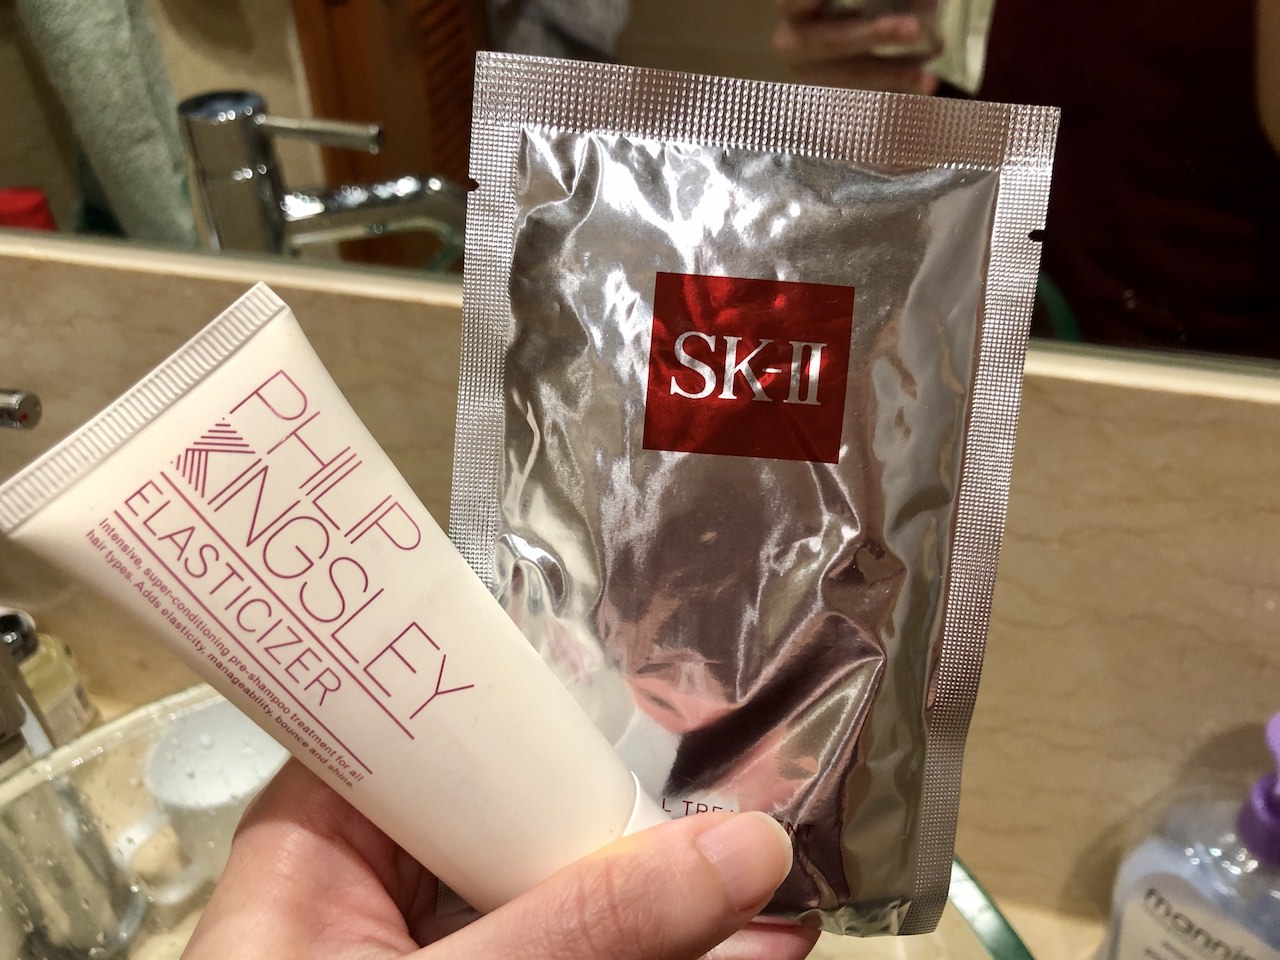 PHILIP
KINGSLEY
ELASTICIZER
Intensive, super-conditioning pre-shampoo treatment for all
hair types. Adds elasticity, manageability, bounce and shine.
SK-II